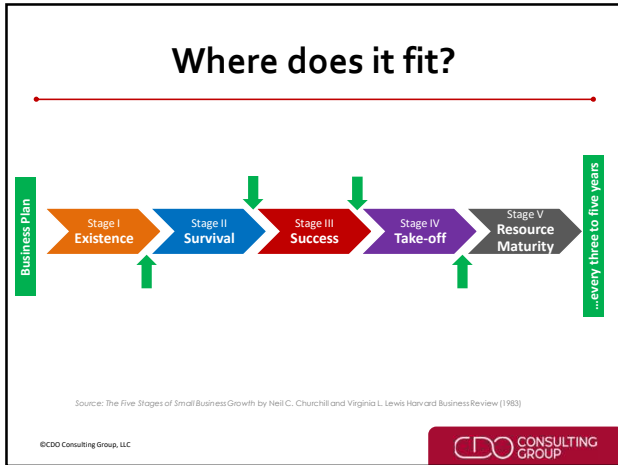 Where does it fit?
Business Plan
Stage I
Existence
Stage II
Survival
Stage III
Success
Stage IV
Take-off
Stage V
Resource
Maturity
...every three to five years
Source: The Five Stages of Small Business Growth by Neil C. Churchill and Virginia L. Lewis Harvard Business Review (1983)
©CDO Consulting Group, LLC
CDO CONSULTING
GROUP